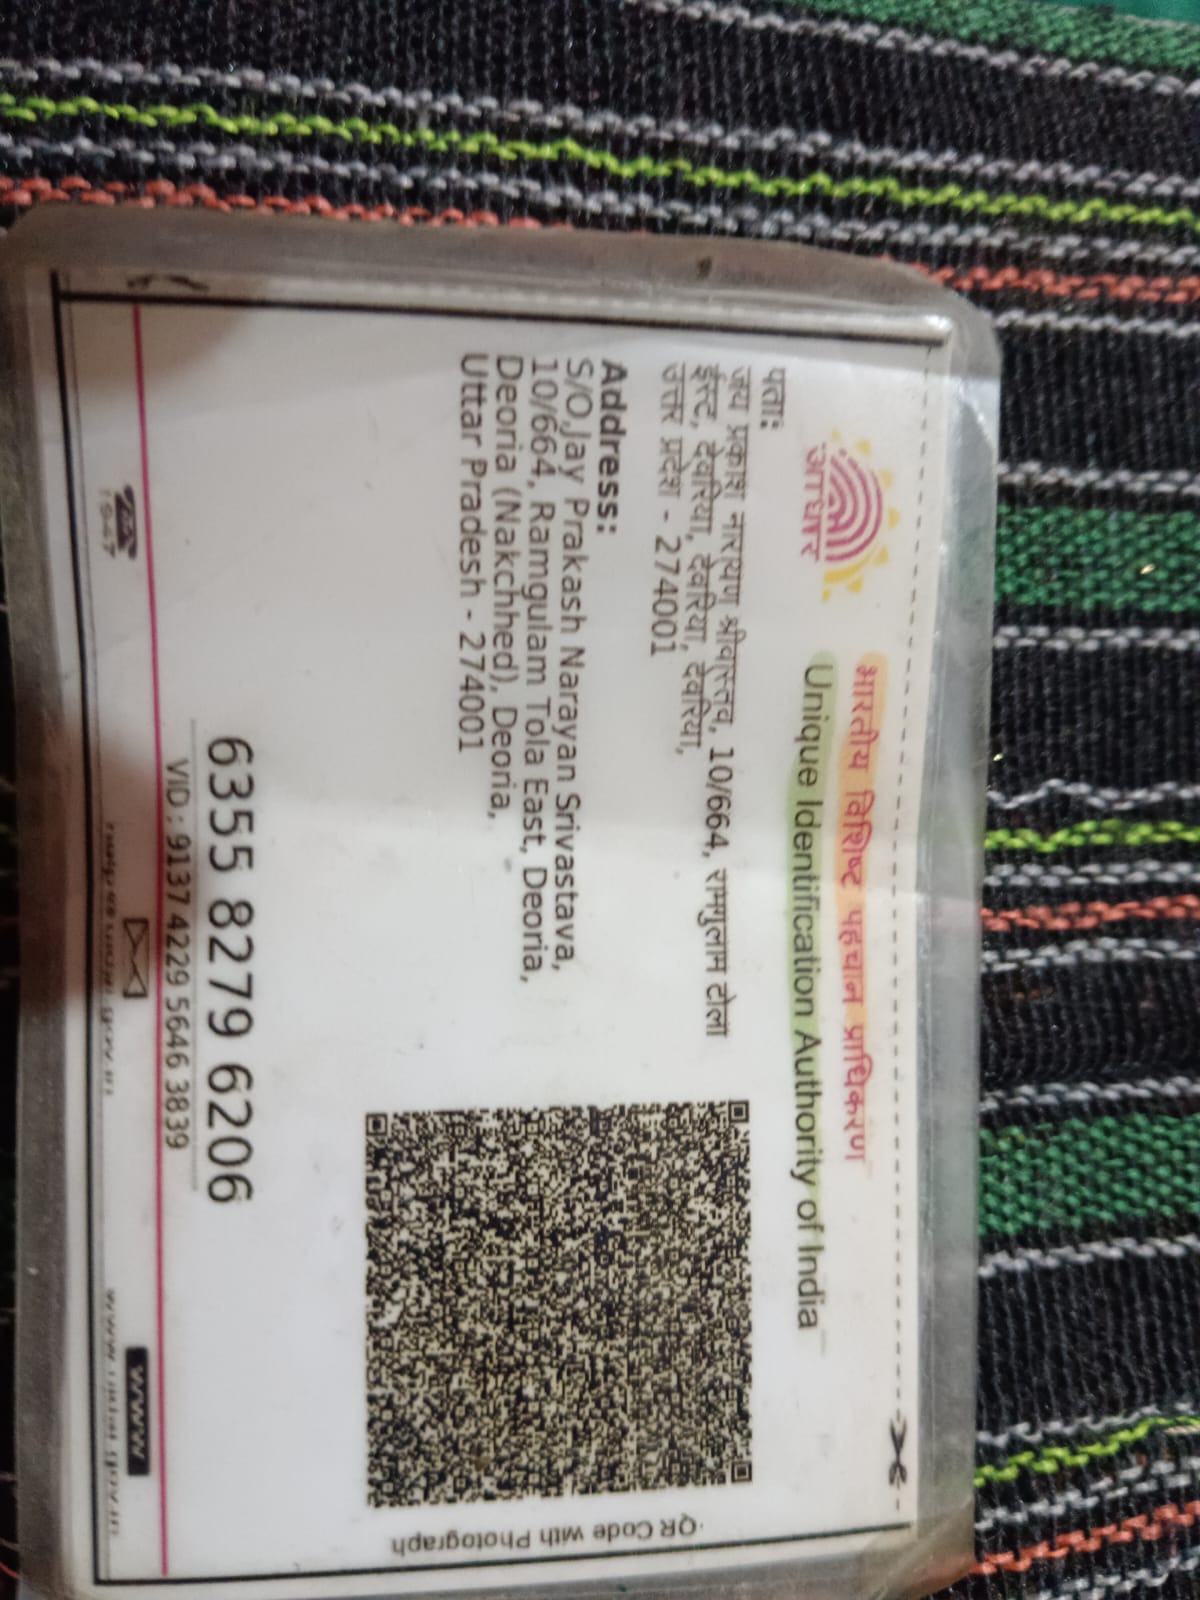 आधार
भारतीय विशिष्ट पहचान प्राधिकरण
Unique Identification Authority of India
पता:
जय प्रकाश नारायण श्रीवास्तव, 10/664, रामगुलाम टोला
ईस्ट, देवरिया, देवरिया, देवरिया,
उत्तर प्रदेश - 274001
Address:
S/O,Jay Prakash Narayan Srivastava,
10/664, Ramgulam Tola East, Deoria,
Deoria (Nakchhed), Deoria,
Uttar Pradesh - 274001
QR Code with Photograph
6355 8279 6206
VID : 9137 4229 5646 3839
1947
www